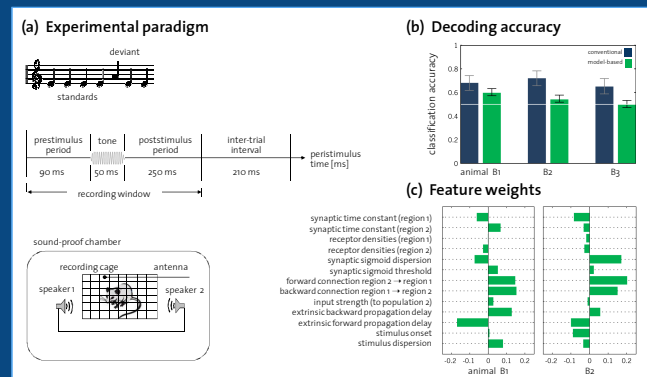 (a) Experimental paradigm
deviant
standards
prestimulus period
tone
poststimulus period
inter-trial interval
peristimulus time [ms]
90 ms
50 ms
250 ms
210 ms
recording window
sound-proof chamber
recording cage
antenna
speaker 1
speaker 2
(b) Decoding accuracy
conventional
model-based
classification accuracy
1
0.8
0.6
0.4
0.2
0
animal B1
B2
B3
(c) Feature weights
synaptic time constant (region 1)
synaptic time constant (region 2)
receptor densities (region 1)
receptor densities (region 2)
synaptic sigmoid dispersion
synaptic sigmoid threshold
forward connection region 2 → region 1
backward connection region 1 → region 2
input strength (to population 2)
extrinsic backward propagation delay
extrinsic forward propagation delay
stimulus onset
stimulus dispersion
-0.2 -0.1 0 0.1 0.2
animal B1
-0.2 -0.1 0 0.1 0.2
B2